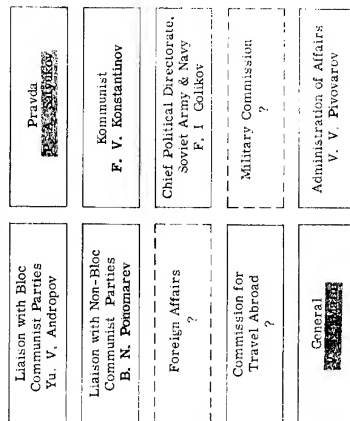 Liaison with Bloc
Communist Parties
Yu. V. Andropov
Liaison with Non-Bloc
Communist Parties
B. N. Ponomarev
Foreign Affairs
?
Commission for
Travel Abroad
?
General
Pravda
Kommunist
F. V. Konstantinov
Chief Political Directorate,
Soviet Army & Navy
F. I Golikov
Military Commission
?
Administration of Affairs
V. V. Pivovarov